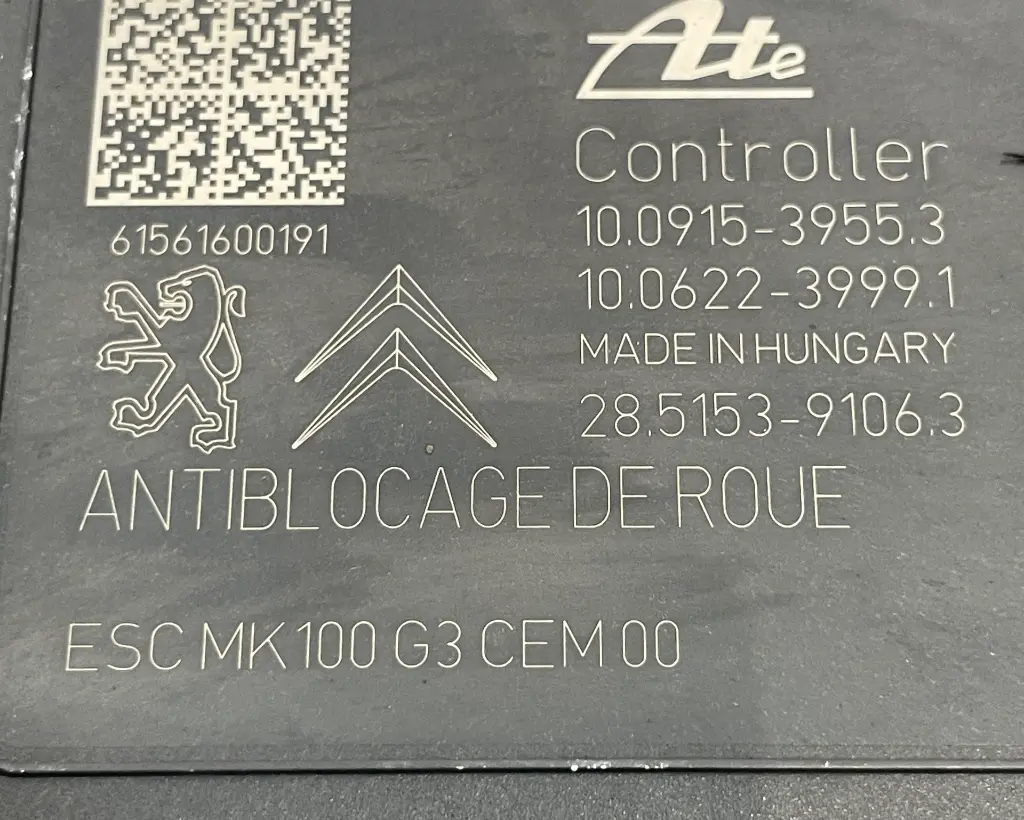 Ate
Controller
10.0915-3955.3
10.0622-3999.1
MADE IN HUNGARY
28.5153-9106.3
61561600191
ANTIBLOCAGE DE ROUE
ESC MK100 G3 CEM 00